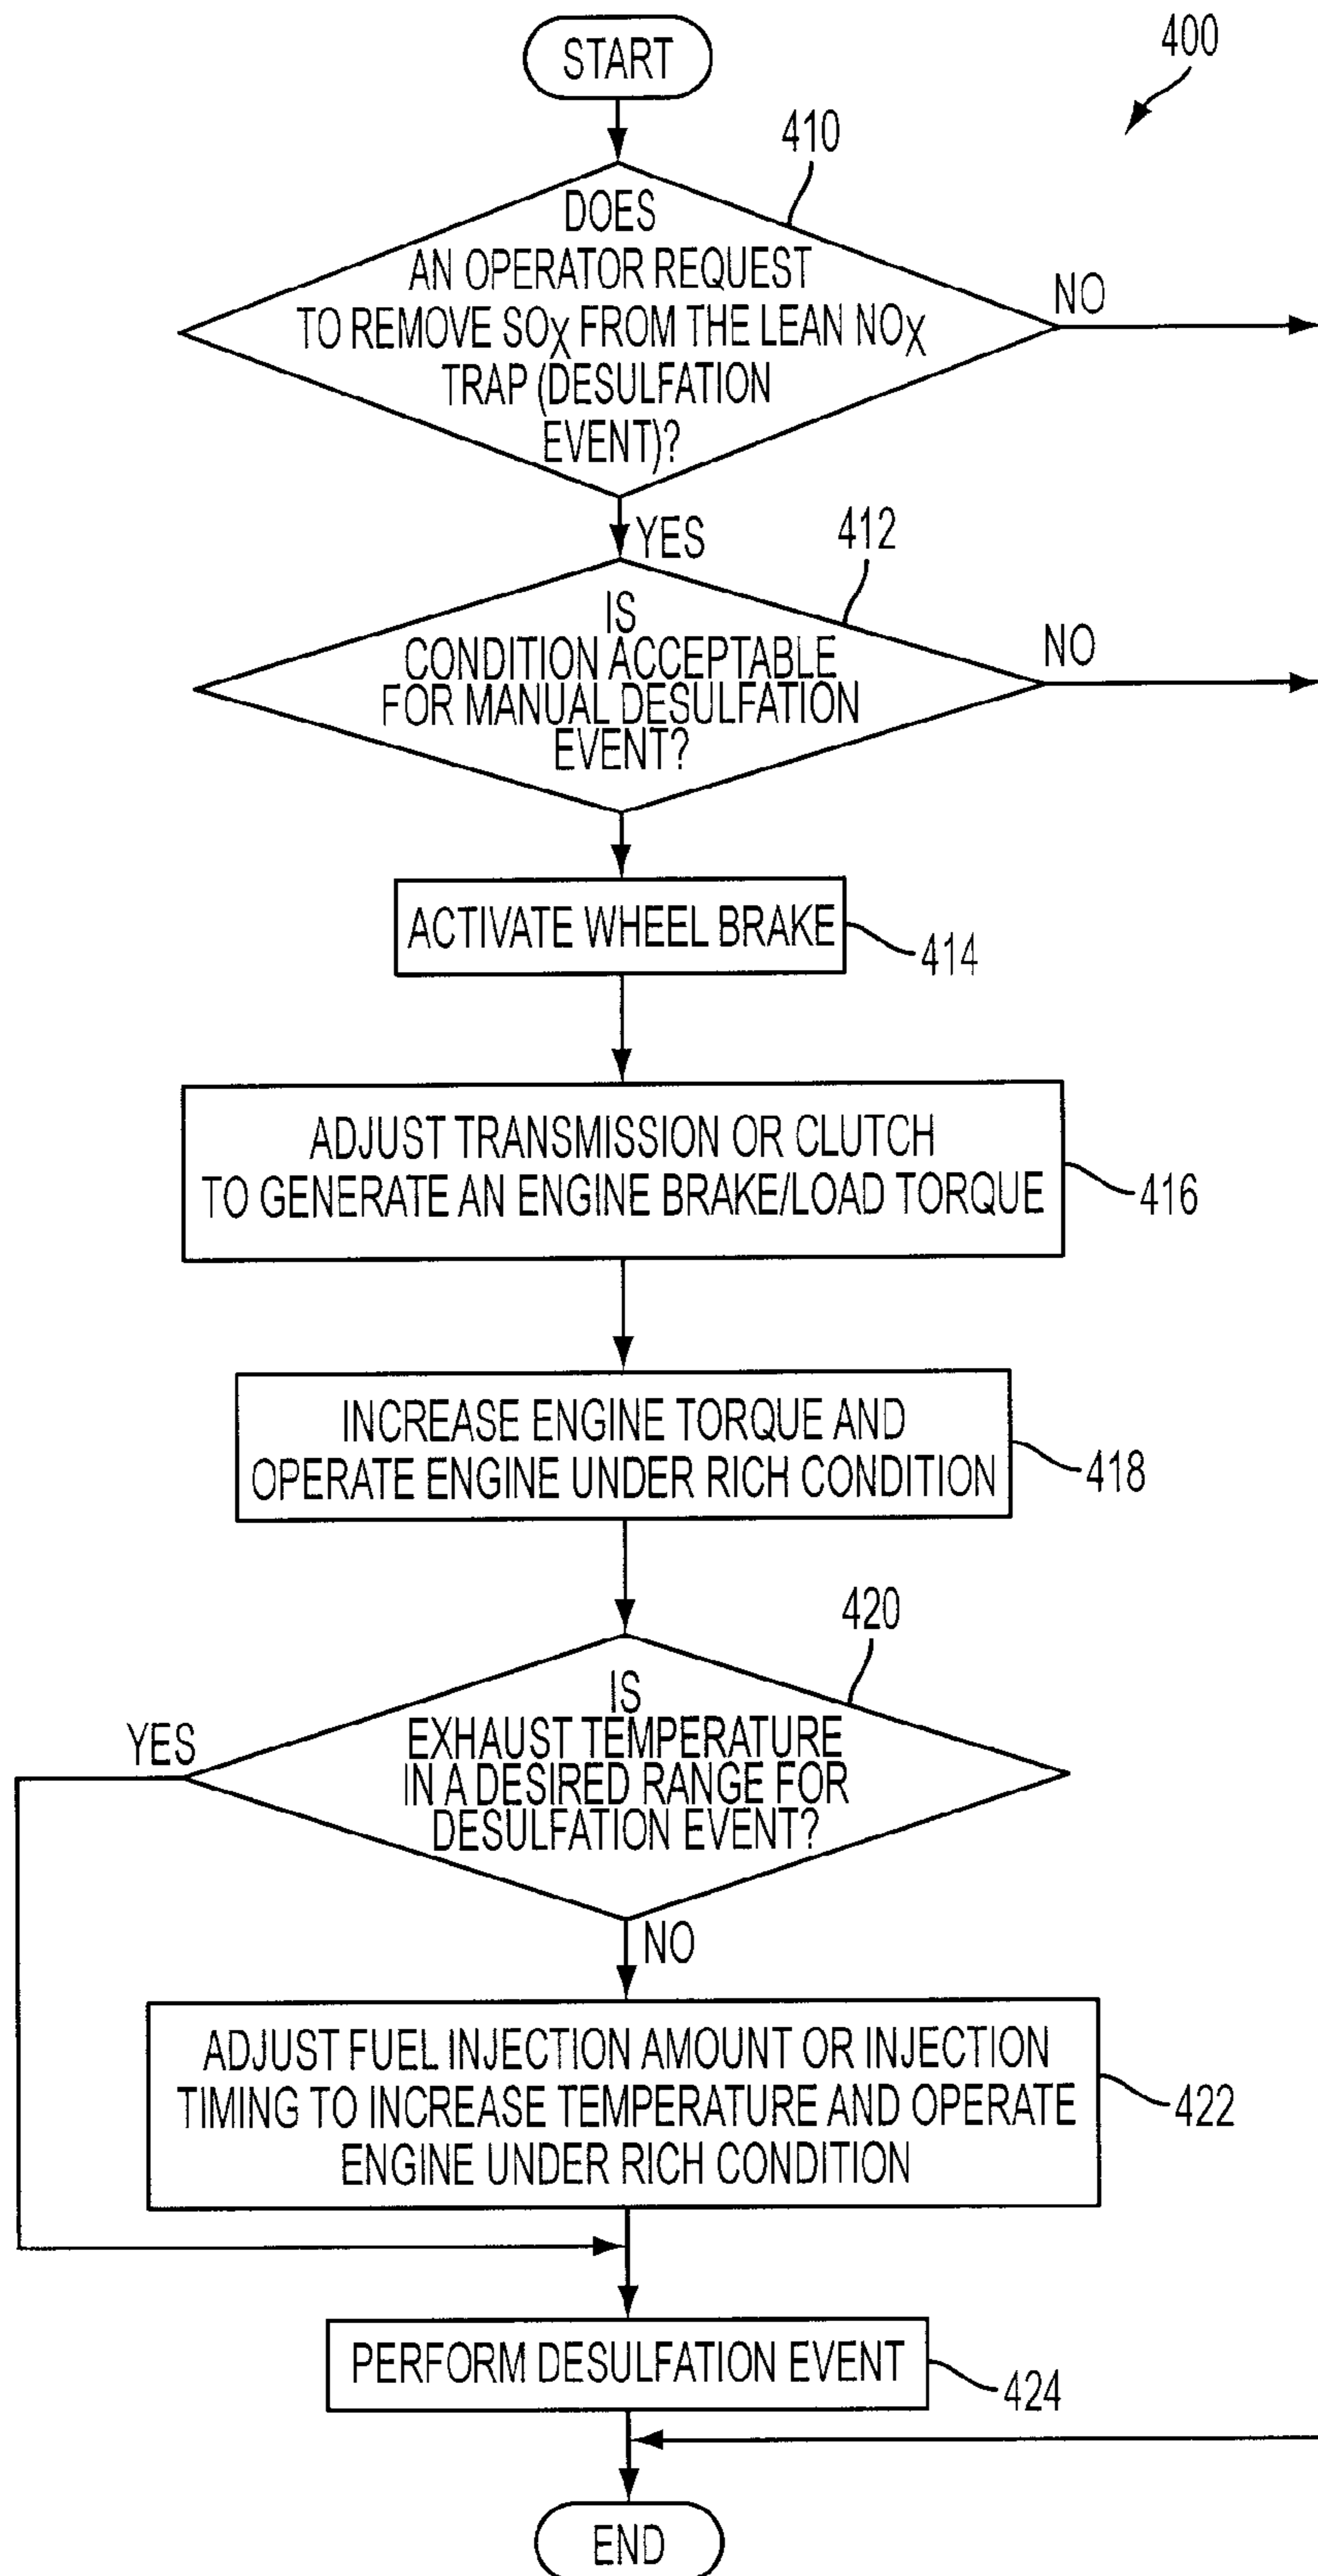 START
400
410
DOES
AN OPERATOR REQUEST
TO REMOVE SOX FROM THE LEAN NOX
TRAP (DESULFATION
EVENT)?
NO
YES
412
IS
CONDITION ACCEPTABLE
FOR MANUAL DESULFATION
EVENT?
NO
ACTIVATE WHEEL BRAKE
414
ADJUST TRANSMISSION OR CLUTCH
TO GENERATE AN ENGINE BRAKE/LOAD TORQUE
416
INCREASE ENGINE TORQUE AND
OPERATE ENGINE UNDER RICH CONDITION
418
420
IS
EXHAUST TEMPERATURE
IN A DESIRED RANGE FOR
DESULFATION EVENT?
YES
NO
ADJUST FUEL INJECTION AMOUNT OR INJECTION
TIMING TO INCREASE TEMPERATURE AND OPERATE
ENGINE UNDER RICH CONDITION
422
PERFORM DESULFATION EVENT
424
END